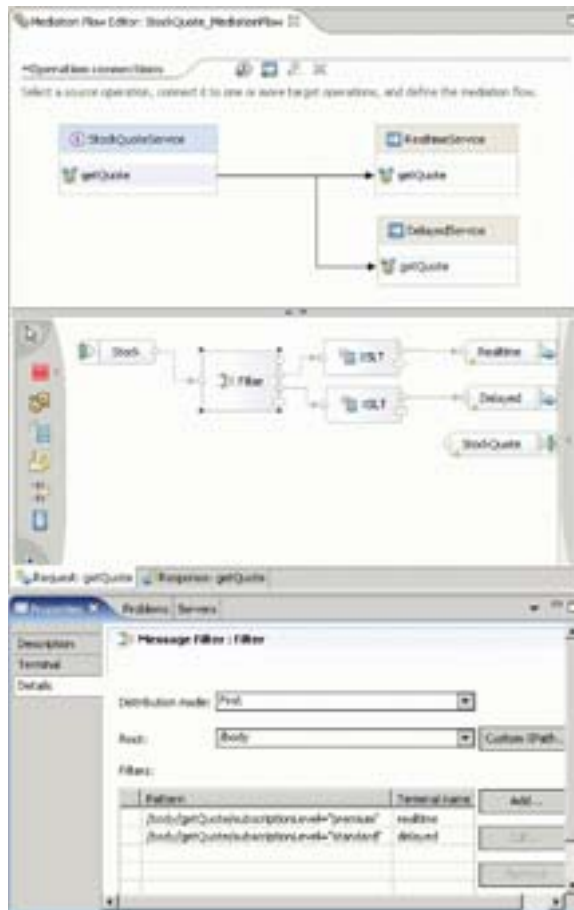 Mediation Flow Editor: StockQuote_MediationFlow
Operation connections
Select a source operation, connect it to one or more target operations, and define the mediation flow.
StockQuoteService
getQuote
RealtimeService
getQuote
DelayedService
getQuote
Stock
Filter
XSLT
Realtime
XSLT
Delayed
StockQuote
Request: getQuote
Response: getQuote
Properties
Problems
Servers
Description
Terminal
Details
Message Filter : Filter
Distribution mode:
First
Root:
/body
Custom XPath...
Filters:
Pattern
Terminal name
Add...
/body/getQuote/subscriptionLevel="premium"
realtime
/body/getQuote/subscriptionLevel="standard"
delayed
Edit...
Remove